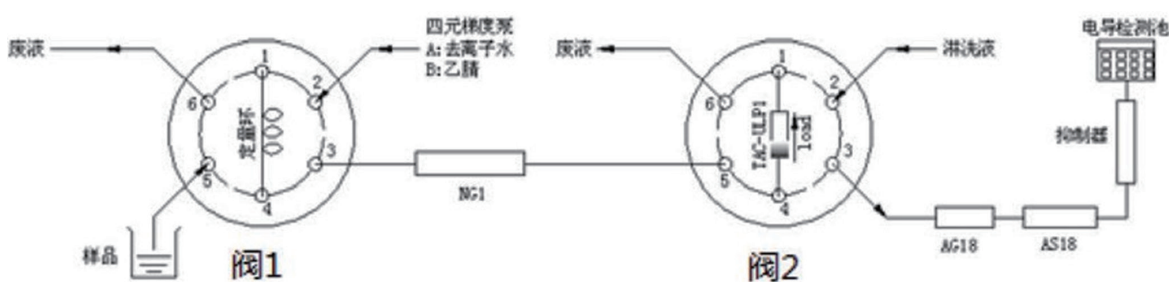 废液
四元梯度泵
A:去离子水
B:乙腈
1
2
3
4
5
6
定量环
样品
阀1
NG1
废液
淋洗液
1
2
3
4
5
6
TAC-ULP1
load
阀2
AG18
AS18
抑制器
电导检测池